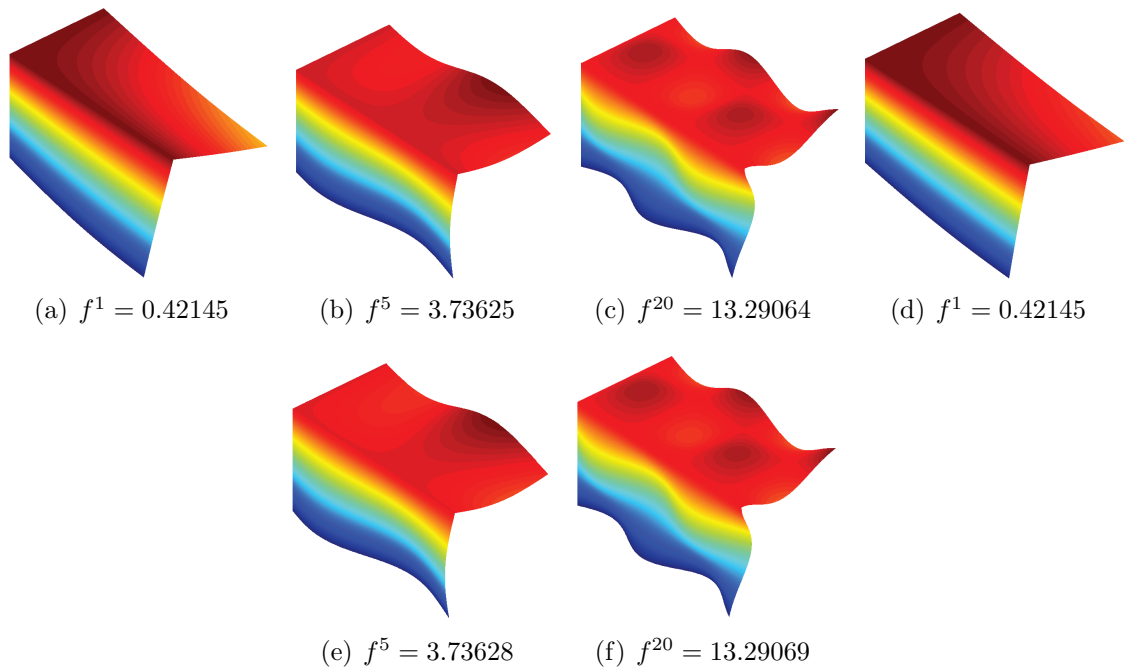 (a) f^1 = 0.42145 (b) f^5 = 3.73625 (c) f^20 = 13.29064 (d) f^1 = 0.42145
(e) f^5 = 3.73628 (f) f^20 = 13.29069